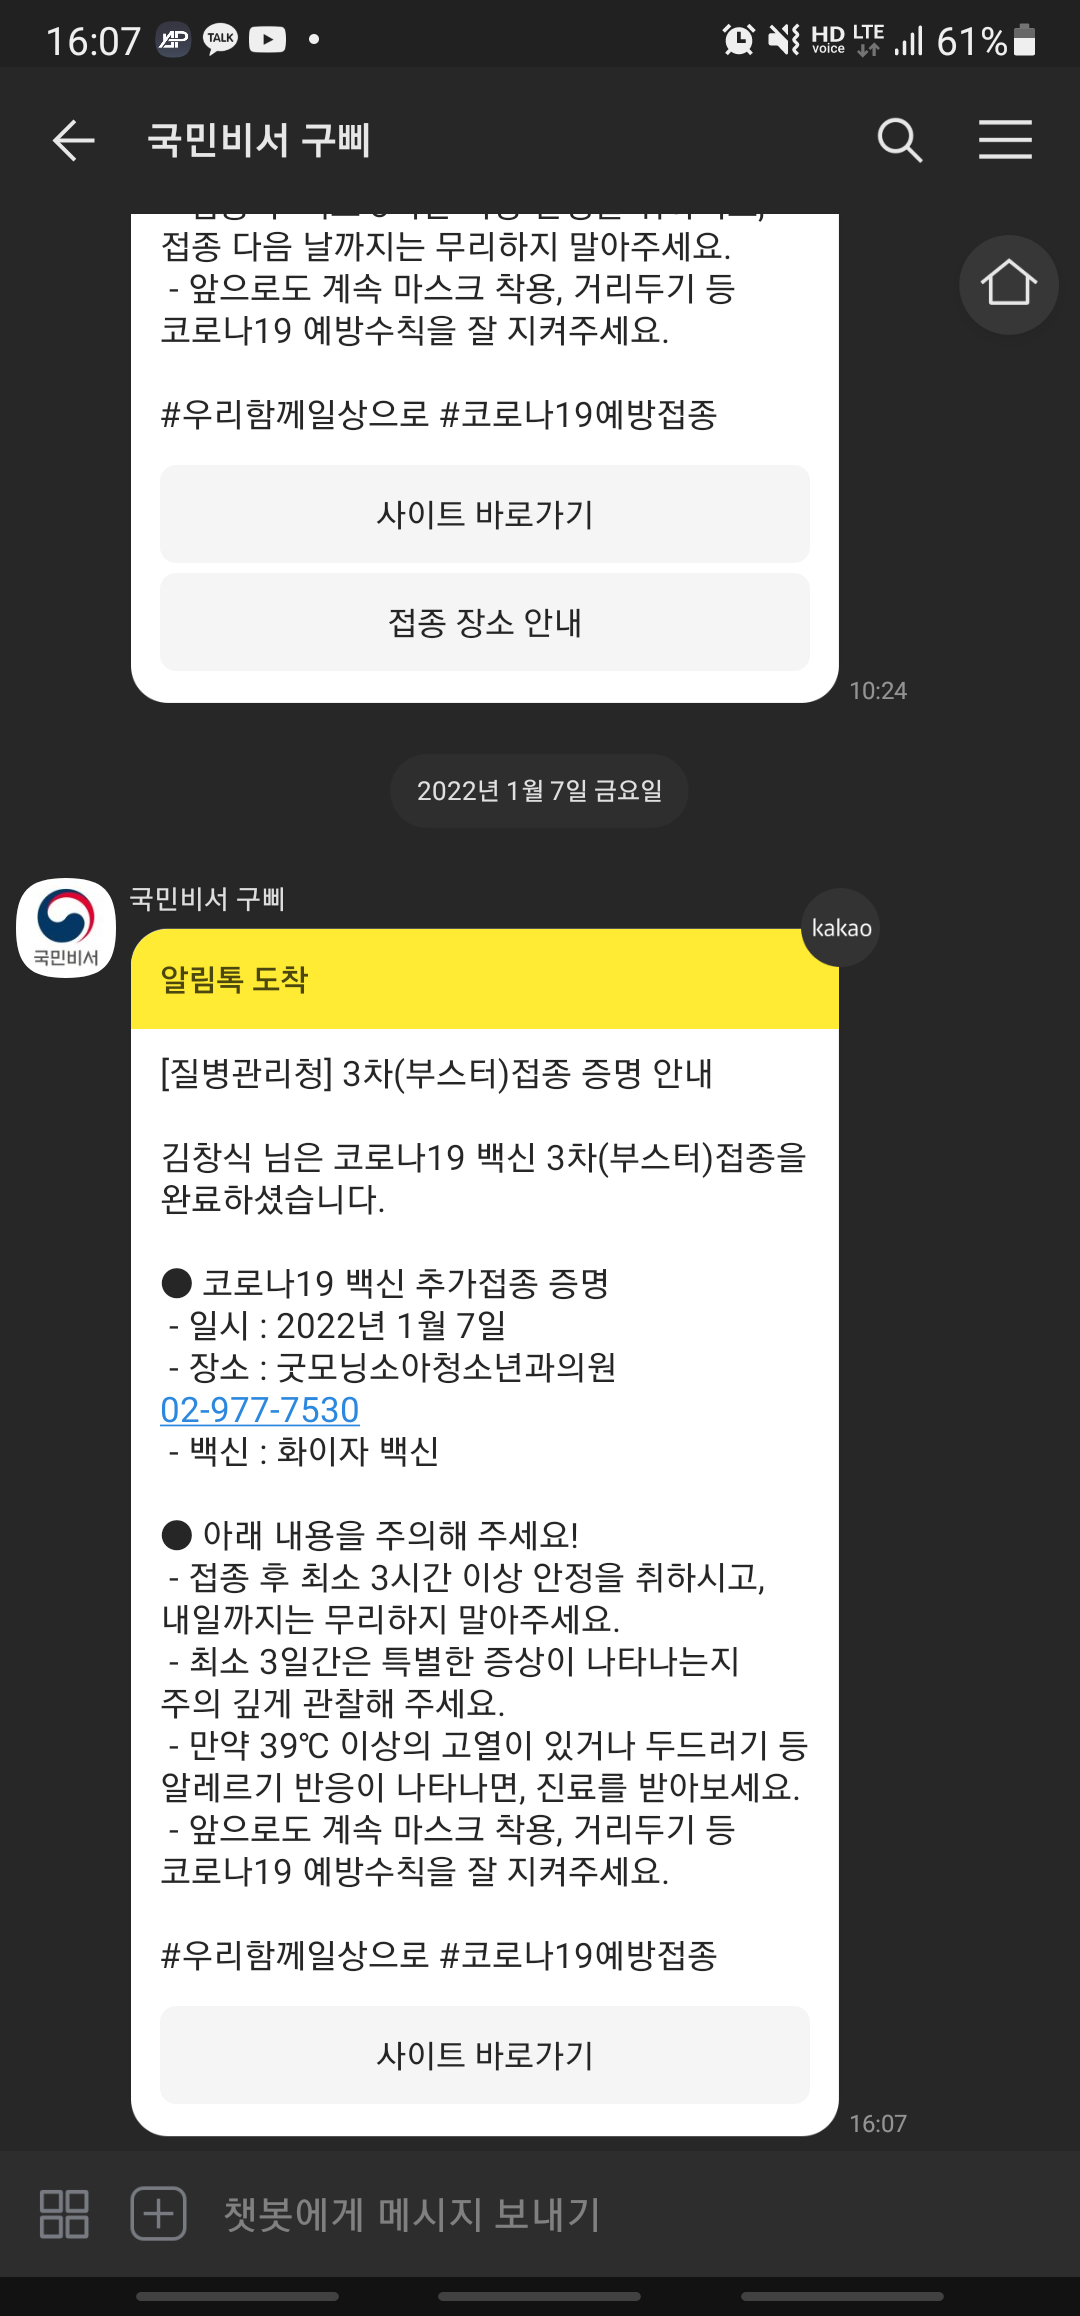 16:07
TALK
HD voice
LTE
61%
국민비서 구삐
접종 다음 날까지는 무리하지 말아주세요.
- 앞으로도 계속 마스크 착용, 거리두기 등
코로나19 예방수칙을 잘 지켜주세요.
#우리함께일상으로 #코로나19예방접종
사이트 바로가기
접종 장소 안내
10:24
2022년 1월 7일 금요일
국민비서
국민비서 구삐
kakao
알림톡 도착
[질병관리청] 3차(부스터)접종 증명 안내
김창식 님은 코로나19 백신 3차(부스터)접종을
완료하셨습니다.
● 코로나19 백신 추가접종 증명
- 일시 : 2022년 1월 7일
- 장소 : 굿모닝소아청소년과의원
02-977-7530
- 백신 : 화이자 백신
● 아래 내용을 주의해 주세요!
- 접종 후 최소 3시간 이상 안정을 취하시고,
내일까지는 무리하지 말아주세요.
- 최소 3일간은 특별한 증상이 나타나는지
주의 깊게 관찰해 주세요.
- 만약 39℃ 이상의 고열이 있거나 두드러기 등
알레르기 반응이 나타나면, 진료를 받아보세요.
- 앞으로도 계속 마스크 착용, 거리두기 등
코로나19 예방수칙을 잘 지켜주세요.
#우리함께일상으로 #코로나19예방접종
사이트 바로가기
16:07
챗봇에게 메시지 보내기